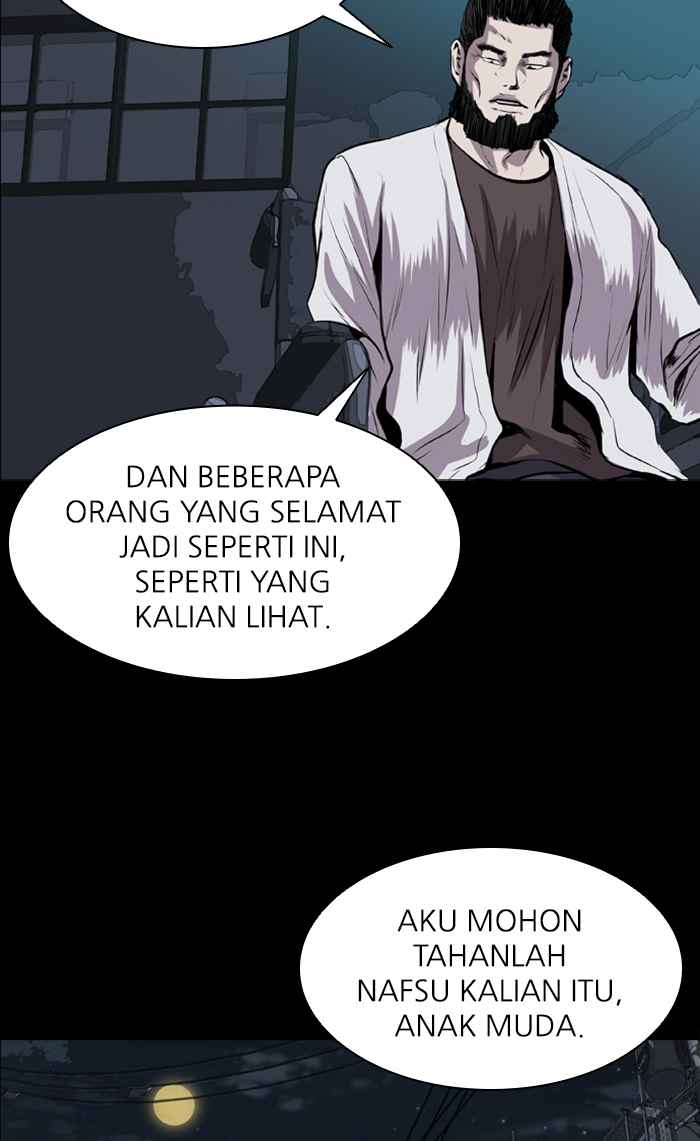 DAN BEBERAPA
ORANG YANG SELAMAT
JADI SEPERTI INI,
SEPERTI YANG
KALIAN LIHAT.
AKU MOHON
TAHANLAH
NAFSU KALIAN ITU,
ANAK MUDA.